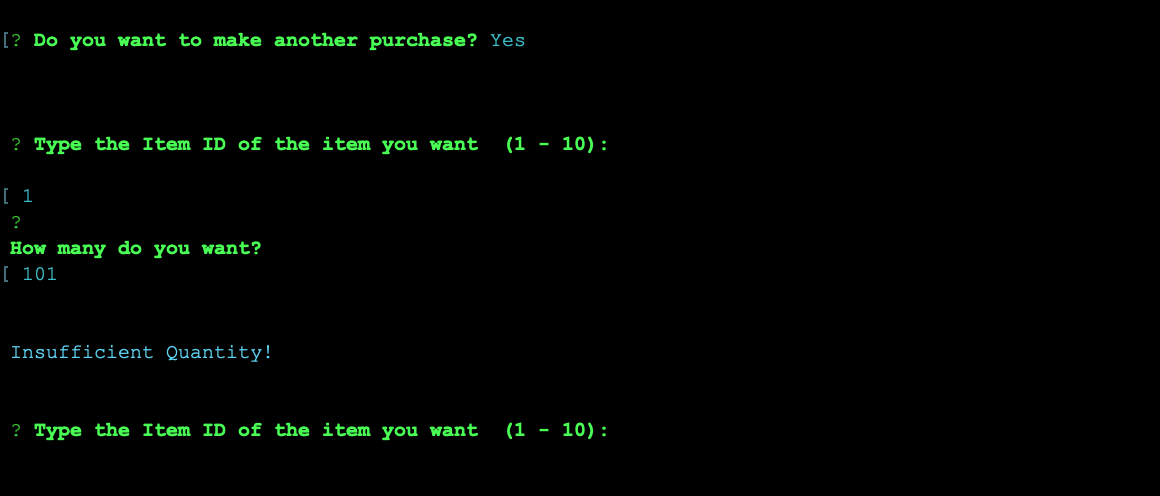 [? Do you want to make another purchase? Yes
? Type the Item ID of the item you want  (1 - 10):
[ 1
?
How many do you want?
[ 101
Insufficient Quantity!
? Type the Item ID of the item you want  (1 - 10):